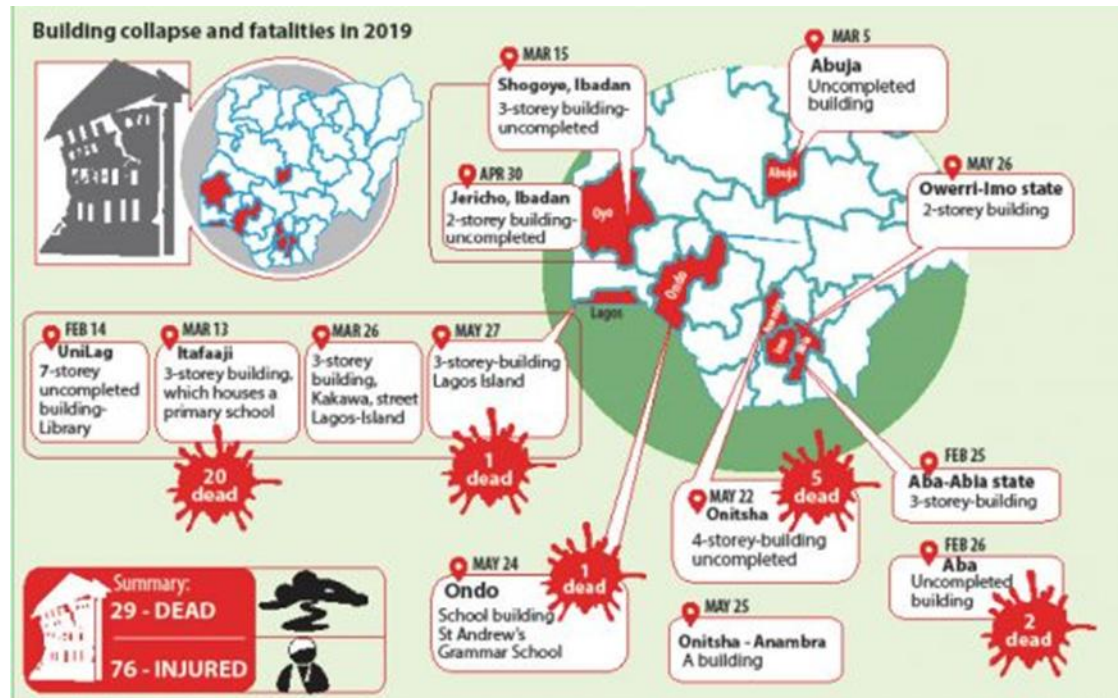 Building collapse and fatalities in 2019
MAR 15
Shogoye, Ibadan
3-storey building-
uncompleted
MAR 5
Abuja
Uncompleted
building
APR 30
Jericho, Ibadan
2-storey building-
uncompleted
MAY 26
Owerri-Imo state
2-storey building
Oyo
Abuja
Ondo
Lagos
FEB 14
UniLag
7-storey
uncompleted
building-
Library
MAR 13
Itafaaji
3-storey building,
which houses a
primary school
20
dead
MAR 26
3-storey
building,
Kakawa, street
Lagos-Island
MAY 27
3-storey-building
Lagos Island
1
dead
MAY 22
Onitsha
4-storey-building
uncompleted
5
dead
FEB 25
Aba-Abia state
3-storey-building
FEB 26
Aba
Uncompleted
building
2
dead
MAY 24
Ondo
School building
St Andrew's
Grammar School
1
dead
MAY 25
Onitsha - Anambra
A building
Summary:
29 - DEAD
76 - INJURED